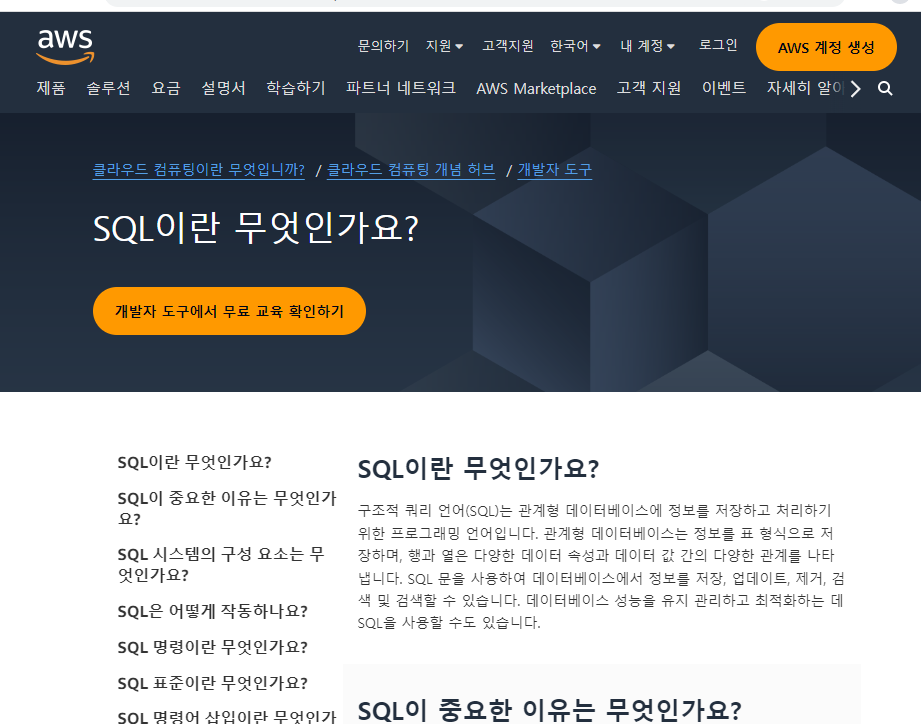 aws
문의하기 지원 고객지원 한국어 내 계정 로그인 AWS 계정 생성
제품 솔루션 요금 설명서 학습하기 파트너 네트워크 AWS Marketplace 고객 지원 이벤트 자세히 알아
클라우드 컴퓨팅이란 무엇입니까? / 클라우드 컴퓨팅 개념 허브 / 개발자 도구
SQL이란 무엇인가요?
개발자 도구에서 무료 교육 확인하기
SQL이란 무엇인가요?
SQL이 중요한 이유는 무엇인가
요?
SQL 시스템의 구성 요소는 무
엇인가요?
SQL은 어떻게 작동하나요?
SQL 명령이란 무엇인가요?
SQL 표준이란 무엇인가요?
SQL 명령어 삽입이란 무엇인가
SQL이란 무엇인가요?
구조적 쿼리 언어(SQL)는 관계형 데이터베이스에 정보를 저장하고 처리하기
위한 프로그래밍 언어입니다. 관계형 데이터베이스는 정보를 표 형식으로 저
장하며, 행과 열은 다양한 데이터 속성과 데이터 값 간의 다양한 관계를 나타
냅니다. SQL 문을 사용하여 데이터베이스에서 정보를 저장, 업데이트, 제거, 검
색 및 검색할 수 있습니다. 데이터베이스 성능을 유지 관리하고 최적화하는 데
SQL을 사용할 수도 있습니다.
SQL이 중요한 이유는 무엇인가요?